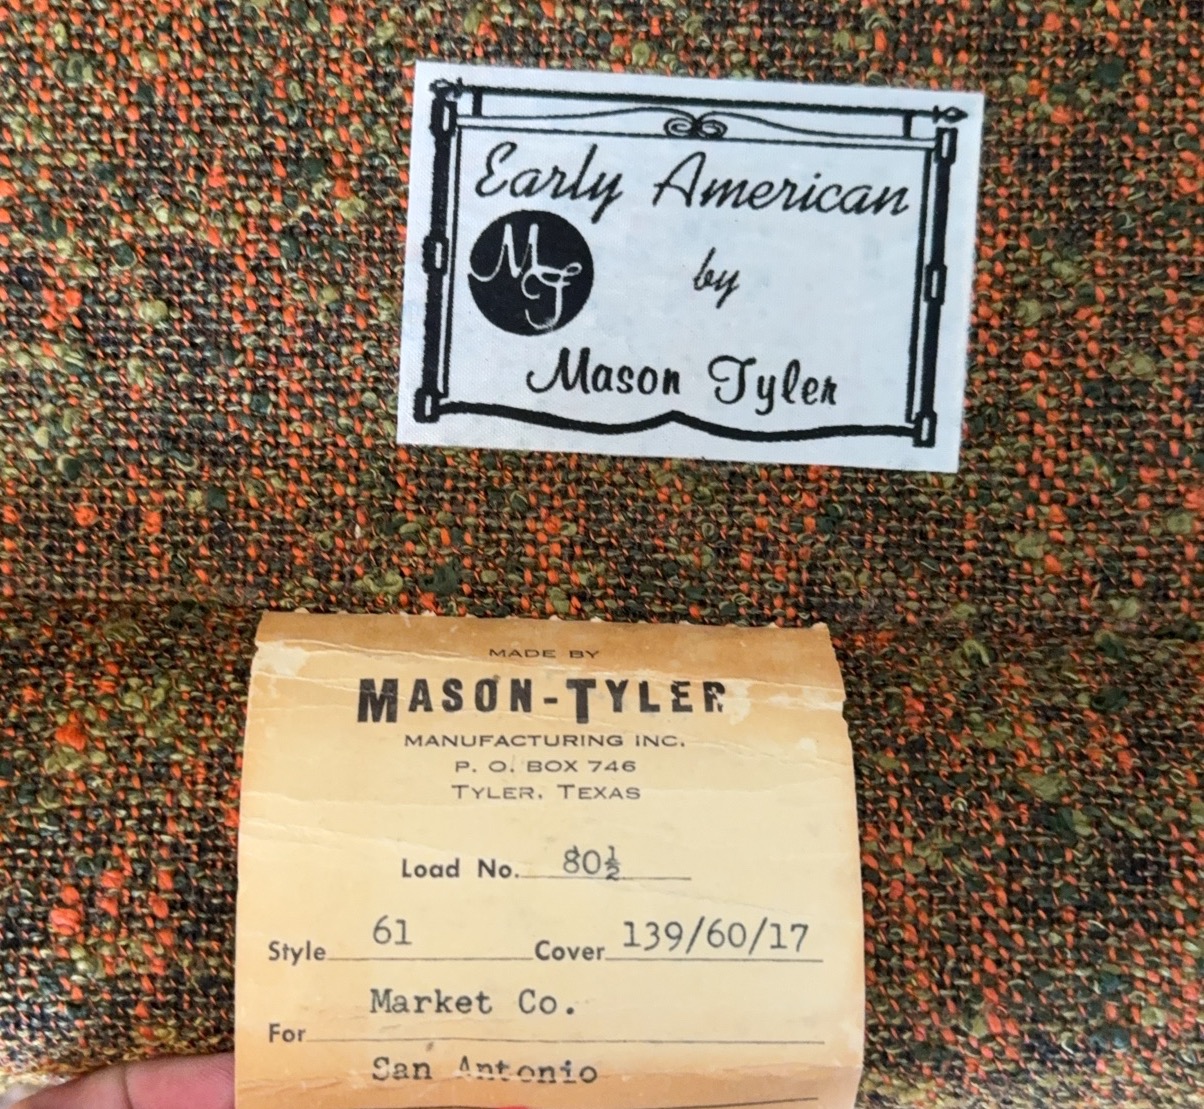 Early American
MT
by
Mason Tyler
MADE BY
MASON-TYLER
MANUFACTURING INC.
P. O. BOX 746
TYLER, TEXAS
Load No. 80½
Style 61 Cover 139/60/17
Market Co.
For
San Antonio